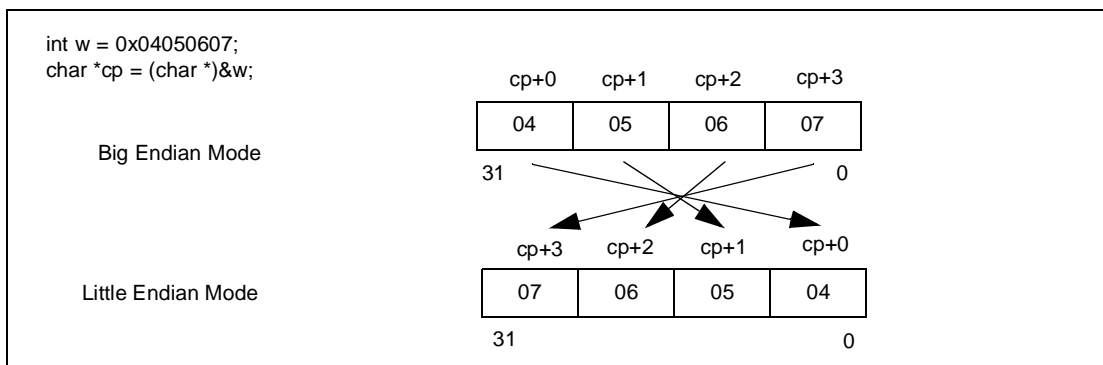 int w = 0x04050607;
char *cp = (char *)&w;
cp+0 cp+1 cp+2 cp+3
04 05 06 07
Big Endian Mode
31 0
cp+3 cp+2 cp+1 cp+0
07 06 05 04
Little Endian Mode
31 0